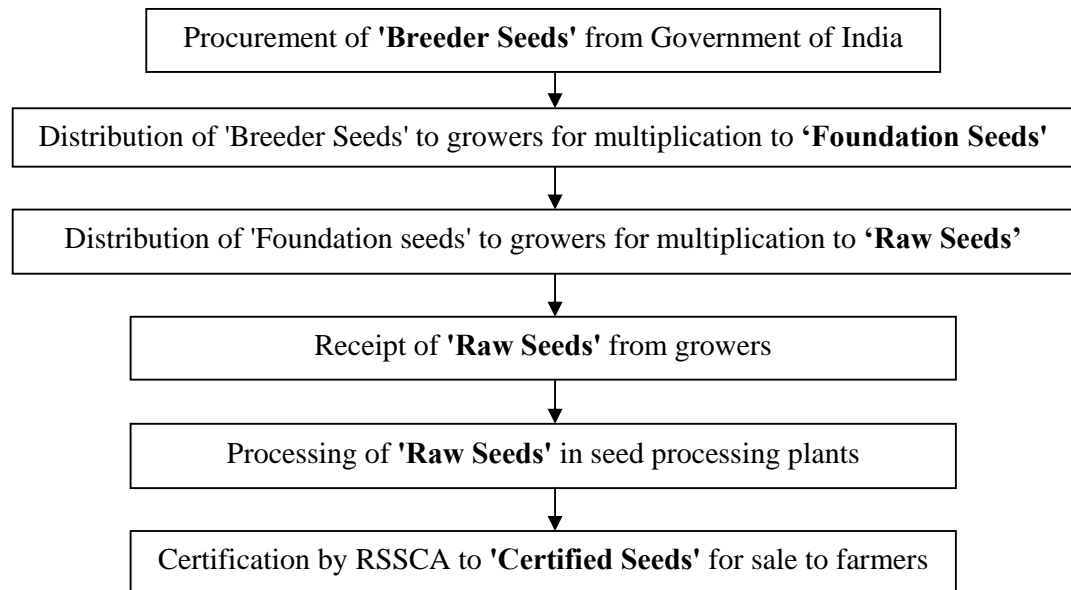 Procurement of 'Breeder Seeds' from Government of India
Distribution of 'Breeder Seeds' to growers for multiplication to ‘Foundation Seeds'
Distribution of 'Foundation seeds' to growers for multiplication to ‘Raw Seeds’
Receipt of 'Raw Seeds' from growers
Processing of 'Raw Seeds' in seed processing plants
Certification by RSSCA to 'Certified Seeds' for sale to farmers